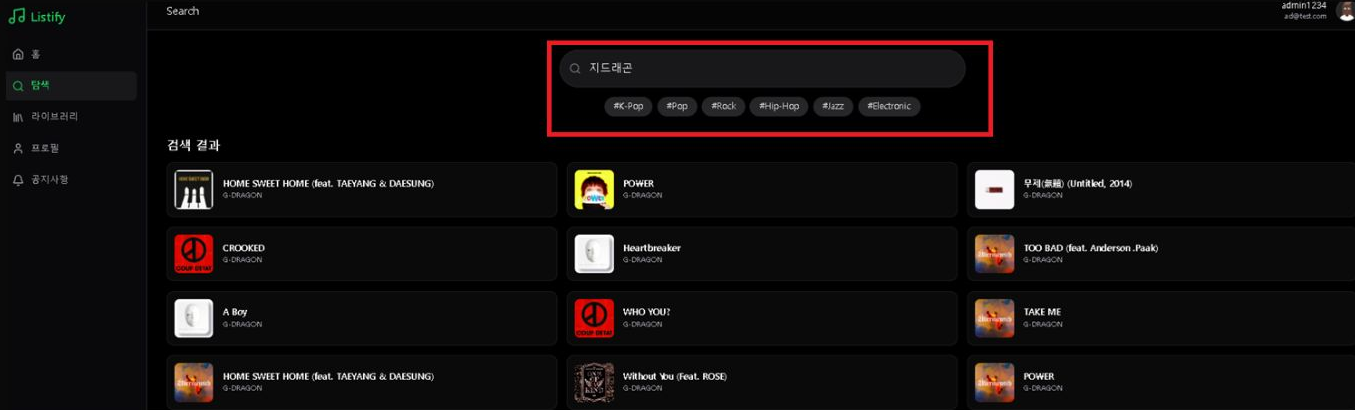 Listify
Search
admin1234
ad@test.com
홈
탐색
라이브러리
프로필
공지사항
지드래곤
#K-Pop #Pop #Rock #Hip-Hop #Jazz #Electronic
검색 결과
HOME SWEET HOME (feat. TAEYANG & DAESUNG)
G-DRAGON
POWER
G-DRAGON
무제(無題) (Untitled, 2014)
G-DRAGON
CROOKED
G-DRAGON
Heartbreaker
G-DRAGON
TOO BAD (feat. Anderson .Paak)
G-DRAGON
A Boy
G-DRAGON
WHO YOU?
G-DRAGON
TAKE ME
G-DRAGON
HOME SWEET HOME (feat. TAEYANG & DAESUNG)
G-DRAGON
Without You (Feat. ROSE)
G-DRAGON
POWER
G-DRAGON